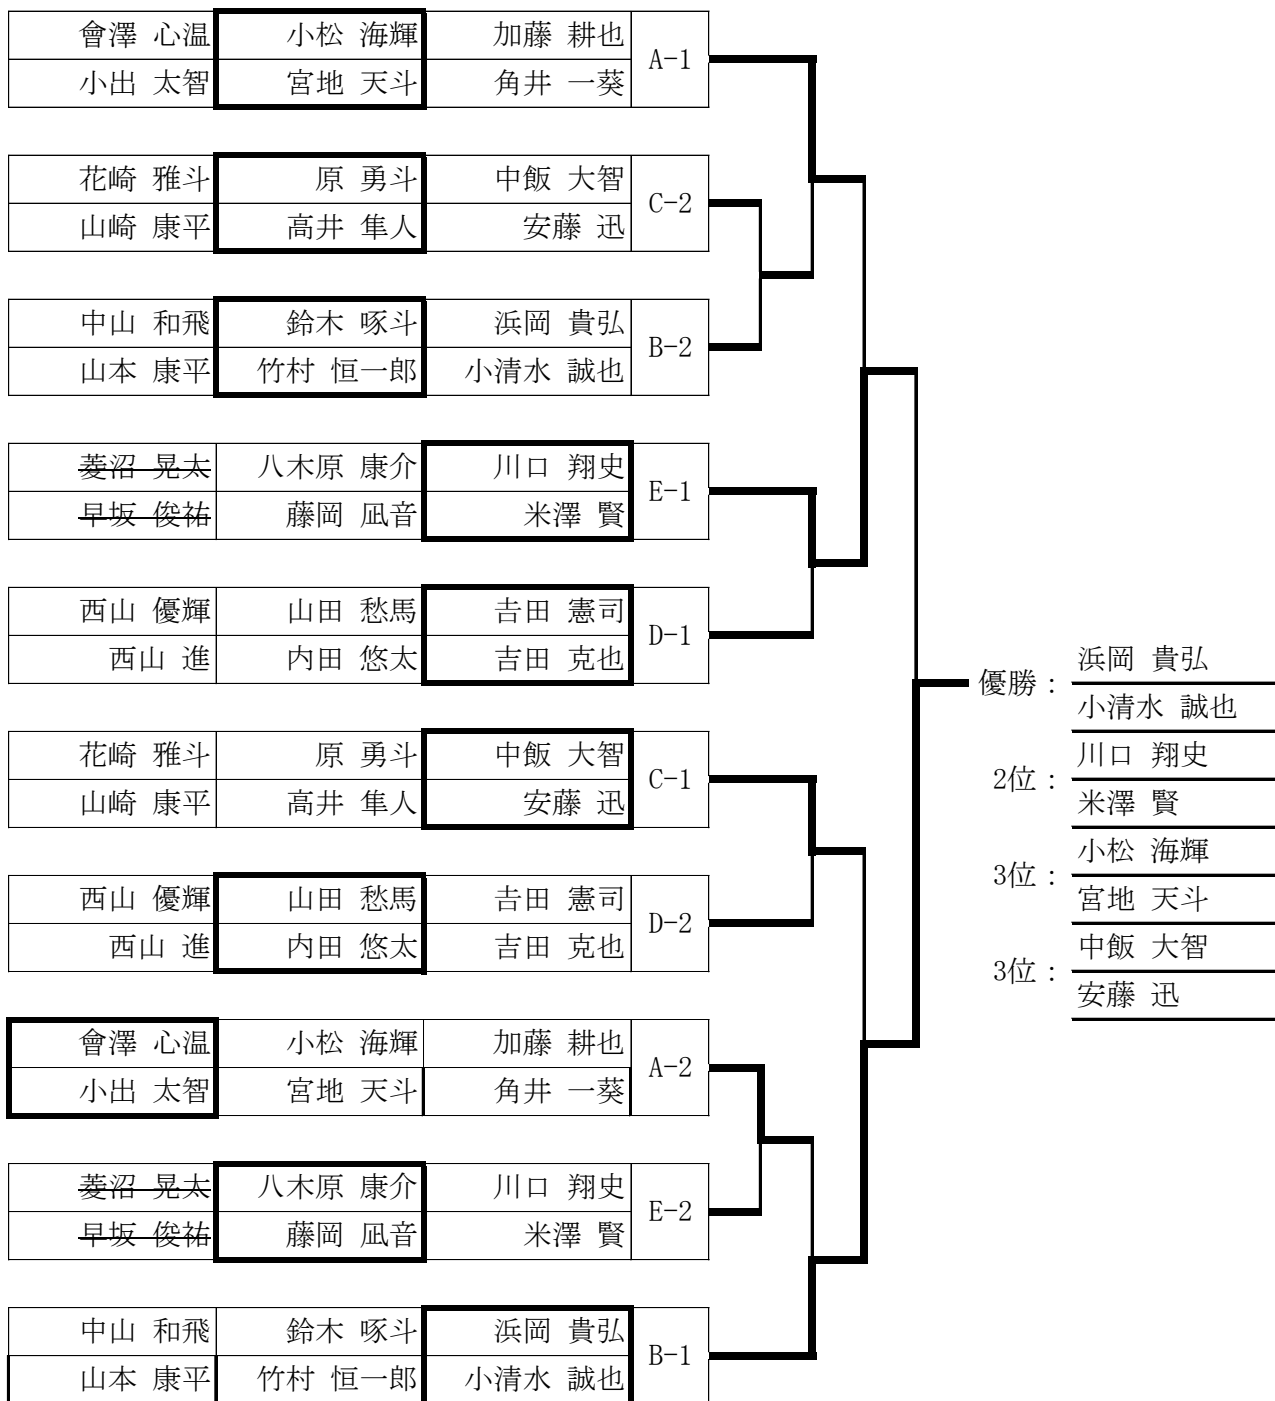 會澤 心温 小松 海輝 加藤 耕也
A-1
小出 太智 宮地 天斗 角井 一葵
花崎 雅斗 原 勇斗 中飯 大智
C-2
山崎 康平 高井 隼人 安藤 迅
中山 和飛 鈴木 啄斗 浜岡 貴弘
B-2
山本 康平 竹村 恒一郎 小清水 誠也
菱沼 晃太 八木原 康介 川口 翔史
E-1
早坂 俊祐 藤岡 凪音 米澤 賢
西山 優輝 山田 愁馬 𠮷田 憲司
D-1
西山 進 内田 悠太 吉田 克也
花崎 雅斗 原 勇斗 中飯 大智
C-1
山崎 康平 高井 隼人 安藤 迅
西山 優輝 山田 愁馬 𠮷田 憲司
D-2
西山 進 内田 悠太 吉田 克也
會澤 心温 小松 海輝 加藤 耕也
A-2
小出 太智 宮地 天斗 角井 一葵
菱沼 晃太 八木原 康介 川口 翔史
E-2
早坂 俊祐 藤岡 凪音 米澤 賢
中山 和飛 鈴木 啄斗 浜岡 貴弘
B-1
山本 康平 竹村 恒一郎 小清水 誠也
優勝：
浜岡 貴弘
小清水 誠也
2位：
川口 翔史
米澤 賢
3位：
小松 海輝
宮地 天斗
3位：
中飯 大智
安藤 迅